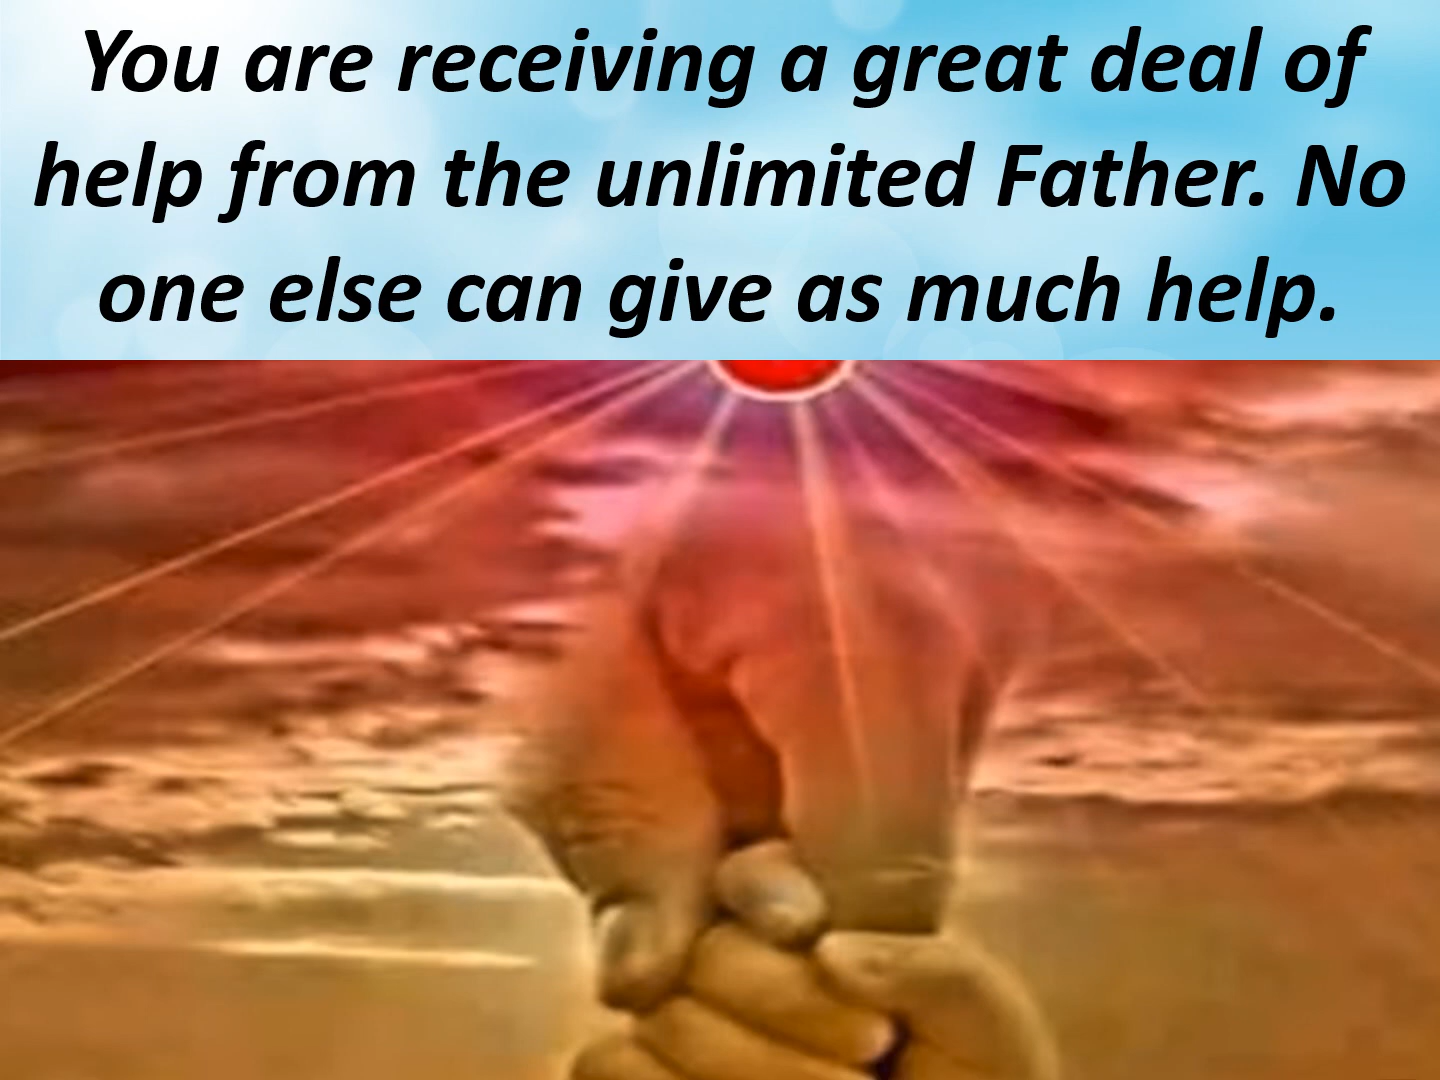 You are receiving a great deal of
help from the unlimited Father. No
one else can give as much help.